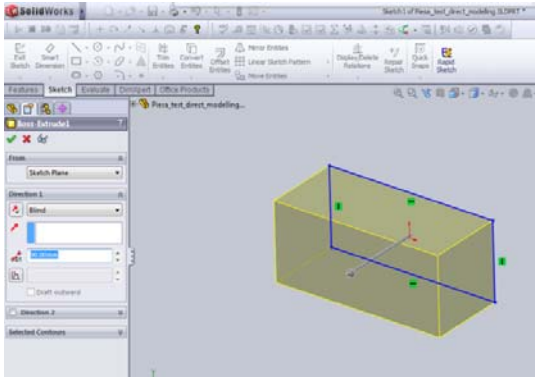 SolidWorks
Sketch1 of Piesa_test_direct_modeling.SLDPRT *
Exit Sketch
Smart Dimension
Trim Entities
Convert Entities
Offset Entities
Mirror Entities
Linear Sketch Pattern
Move Entities
Display/Delete Relations
Repair Sketch
Quick Snaps
Rapid Sketch
Features Sketch Evaluate DimXpert Office Products
Piesa_test_direct_modelling...
Boss-Extrude1 ?
From
Sketch Plane
Direction 1
Blind
Draft outward
Direction 2
Selected Contours
Y